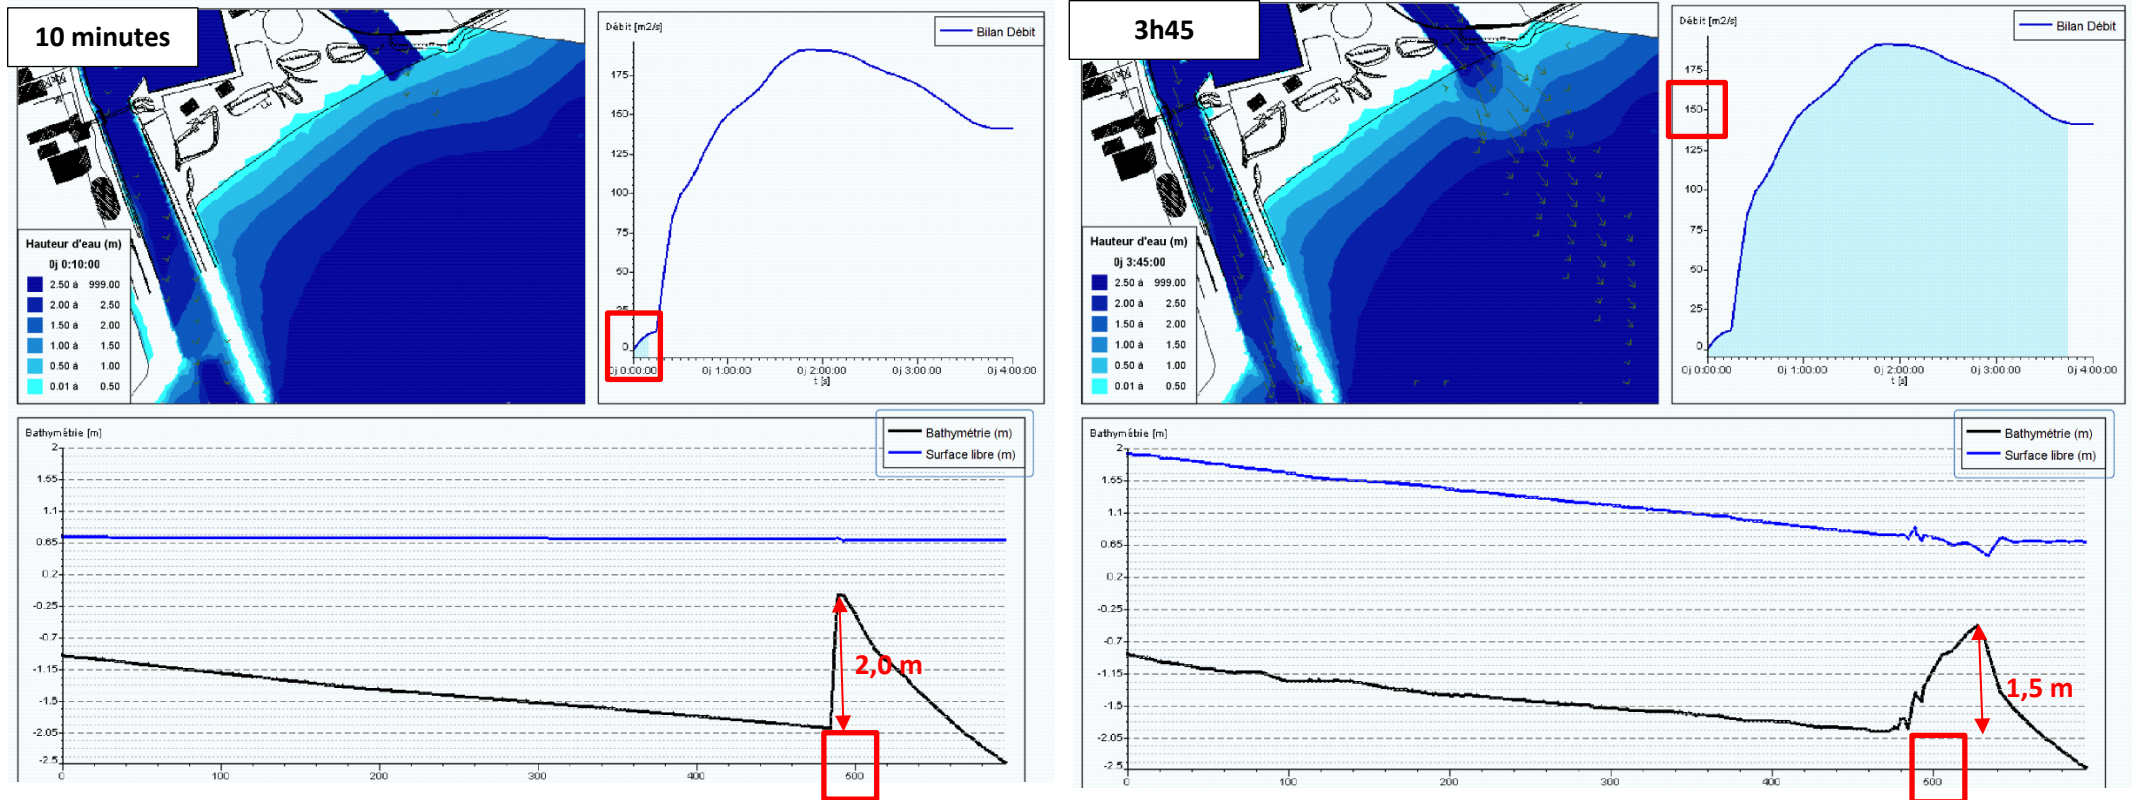 10 minutes
Débit [m2/s]
Bilan Débit
175
150
125
100
75
50
25
0
0j 0:00:00
0j 1:00:00
0j 2:00:00
0j 3:00:00
0j 4:00:00
t [s]
Hauteur d'eau (m)
0j 0:10:00
2.50 à 999.00
2.00 à 2.50
1.50 à 2.00
1.00 à 1.50
0.50 à 1.00
0.01 à 0.50
Bathymétrie [m]
Bathymétrie (m)
Surface libre (m)
2
1.55
1.1
0.65
0.2
-0.25
-0.7
-1.15
-1.5
-2.05
-2.5
2,0 m
0
100
200
300
400
500
3h45
Débit [m2/s]
Bilan Débit
175
150
125
100
75
50
25
0
0j 0:00:00
0j 1:00:00
0j 2:00:00
0j 3:00:00
0j 4:00:00
t [s]
Hauteur d'eau (m)
0j 3:45:00
2.50 à 999.00
2.00 à 2.50
1.50 à 2.00
1.00 à 1.50
0.50 à 1.00
0.01 à 0.50
Bathymétrie [m]
Bathymétrie (m)
Surface libre (m)
2
1.55
1.1
0.65
0.2
-0.25
-0.7
-1.15
-1.5
-2.05
-2.5
1,5 m
0
100
200
300
400
500